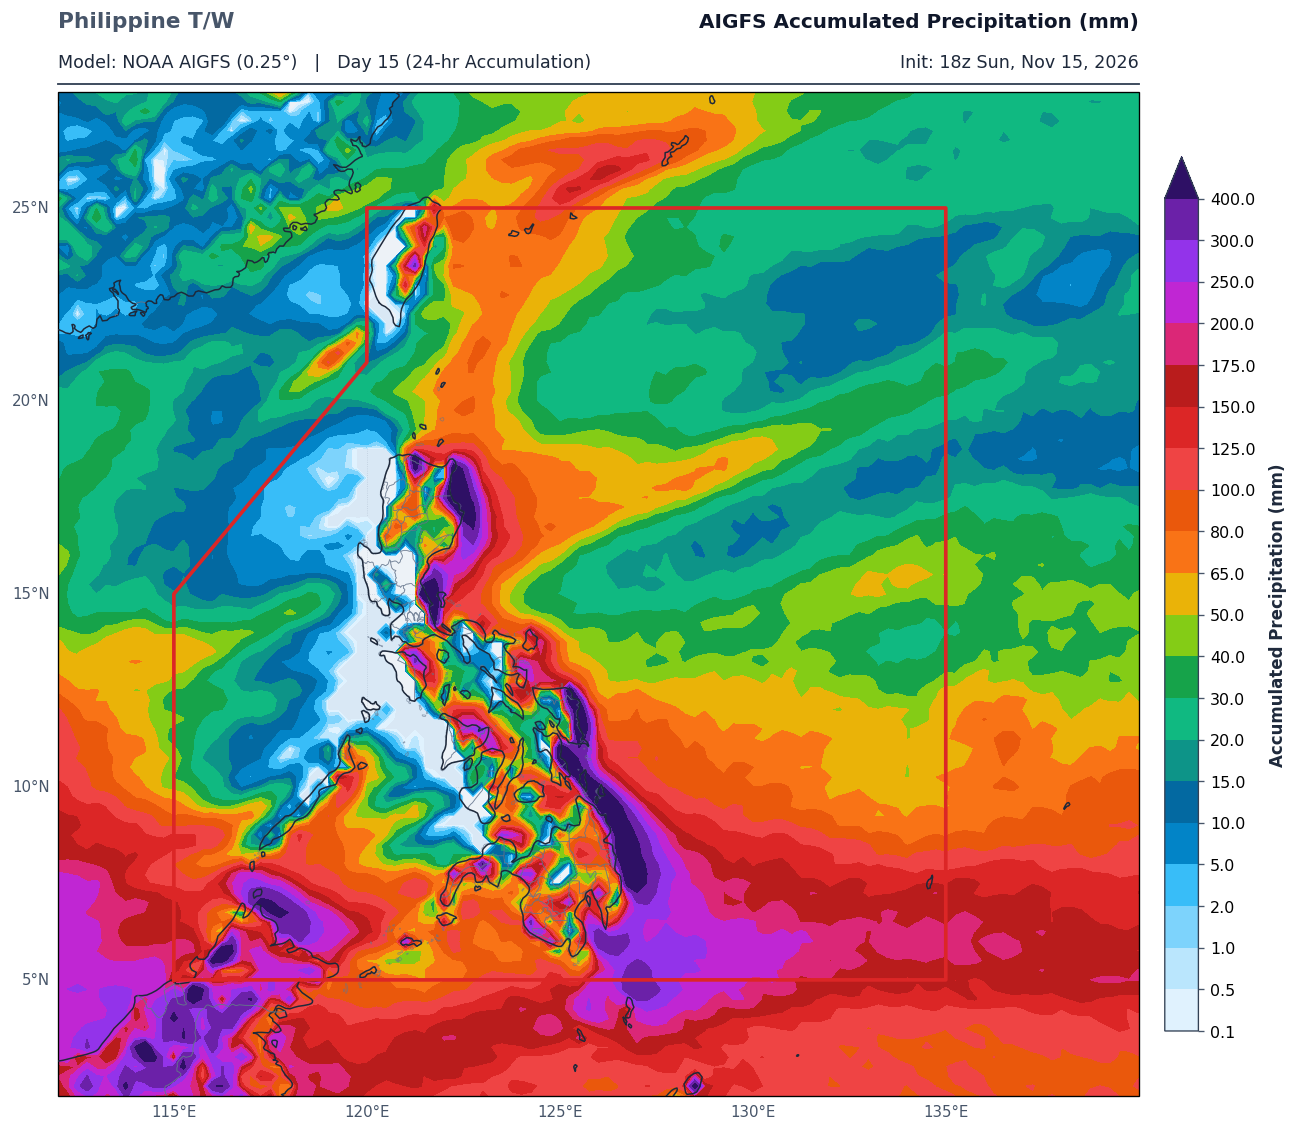 Philippine T/W
AIGFS Accumulated Precipitation (mm)
Model: NOAA AIGFS (0.25°)   |   Day 15 (24-hr Accumulation)
Init: 18z Sun, Nov 15, 2026
25°N
20°N
15°N
10°N
5°N
115°E
120°E
125°E
130°E
135°E
400.0
300.0
250.0
200.0
175.0
150.0
125.0
100.0
80.0
65.0
50.0
40.0
30.0
20.0
15.0
10.0
5.0
2.0
1.0
0.5
0.1
Accumulated Precipitation (mm)